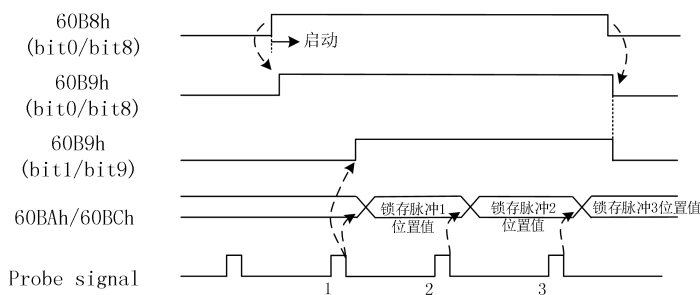 60B8h
(bit0/bit8)
启动
60B9h
(bit0/bit8)
60B9h
(bit1/bit9)
60BAh/60BCh
锁存脉冲1
位置值
锁存脉冲2
位置值
锁存脉冲3位置值
Probe signal
1
2
3